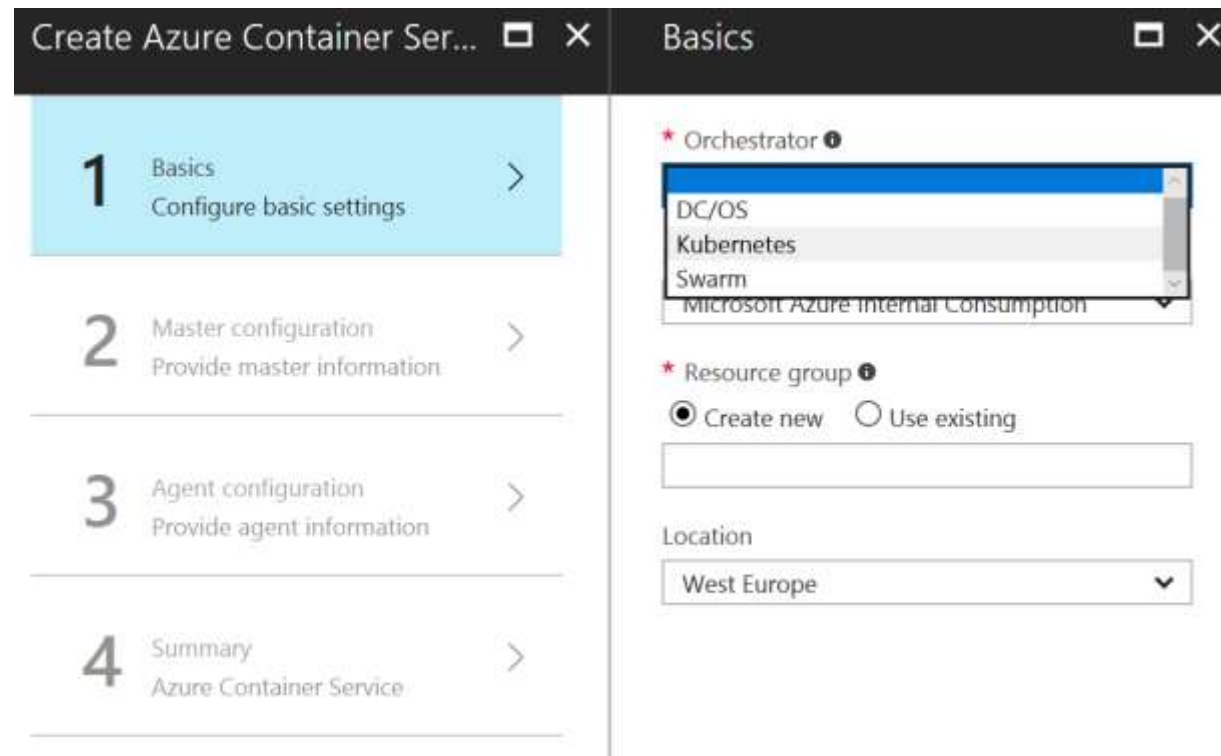 Create Azure Container Ser...
1
Basics
Configure basic settings
2
Master configuration
Provide master information
3
Agent configuration
Provide agent information
4
Summary
Azure Container Service
Basics
* Orchestrator
DC/OS
Kubernetes
Swarm
Microsoft Azure Internal Consumption
* Resource group
Create new Use existing
Location
West Europe